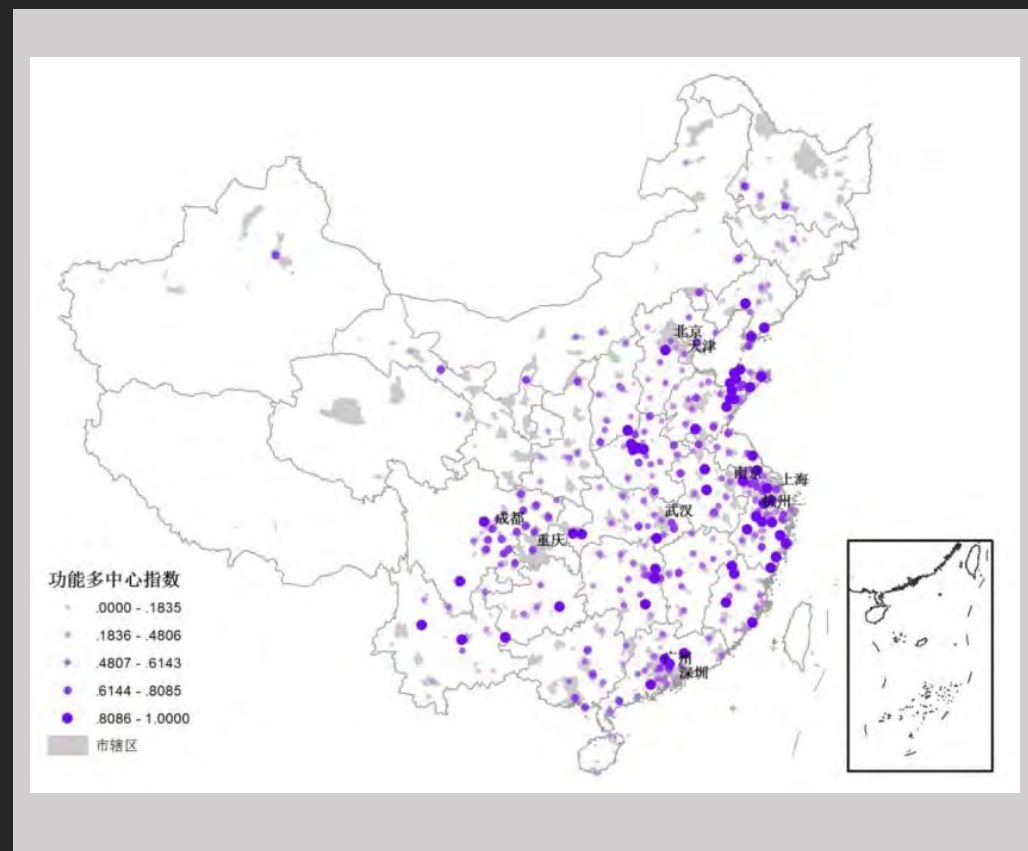 北京
天津
南京
上海
杭州
武汉
成都
重庆
广州
深圳
功能多中心指数
.0000 - .1835
.1836 - .4806
.4807 - .6143
.6144 - .8085
.8086 - 1.0000
市辖区